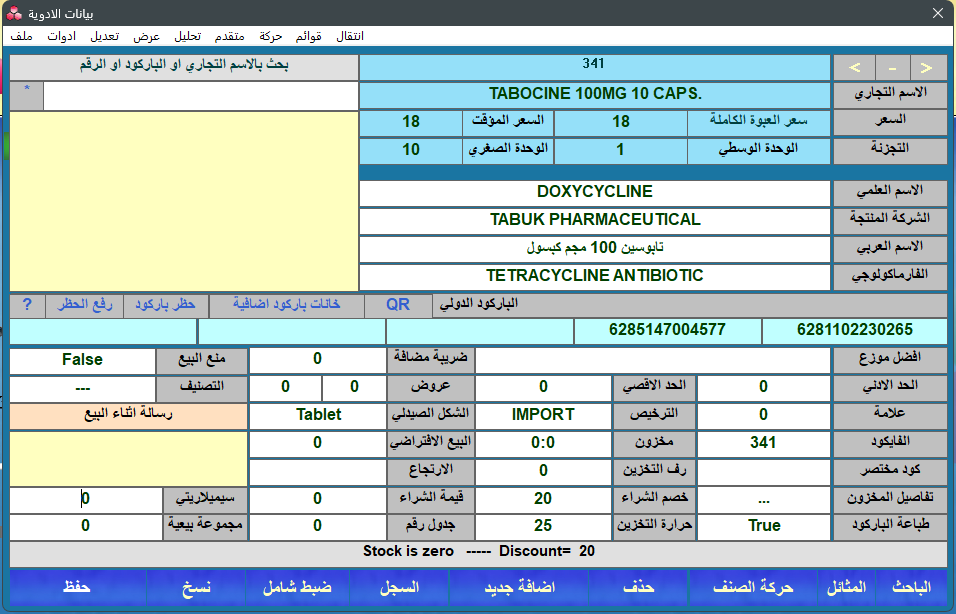 بيانات الادوية
ملف ادوات تعديل عرض تحليل متقدم حركة قوائم انتقال
بحث بالاسم التجاري او الباركود او الرقم
341
< - >
*
TABOCINE 100MG 10 CAPS.
الاسم التجاري
18 السعر المؤقت 18 سعر العبوة الكاملة السعر
10 الوحدة الصغري 1 الوحدة الوسطي التجزئة
DOXYCYCLINE الاسم العلمي
TABUK PHARMACEUTICAL الشركة المنتجة
تابوسين 100 مجم كبسول الاسم العربي
TETRACYCLINE ANTIBIOTIC الفارماكولوجي
? رفع الحظر حظر باركود خانات باركود اضافية QR الباركود الدولي
6285147004577 6281102230265
False منع البيع 0 ضريبة مضافة افضل موزع
--- التصنيف 0 0 عروض 0 الحد الاقصي 0 الحد الادني
رسالة اثناء البيع Tablet الشكل الصيدلي IMPORT الترخيص 0 علامة
0 البيع الافتراضي 0:0 مخزون 341 الفايكود
الارتجاع 0 رف التخزين كود مختصر
0 سيميلاريتي 0 قيمة الشراء 20 خصم الشراء ... تفاصيل المخزون
0 مجموعة بيعية 0 جدول رقم 25 حرارة التخزين True طباعة الباركود
Stock is zero ----- Discount= 20
حفظ نسخ ضبط شامل السجل اضافة جديد حذف حركة الصنف المثائل الباحث